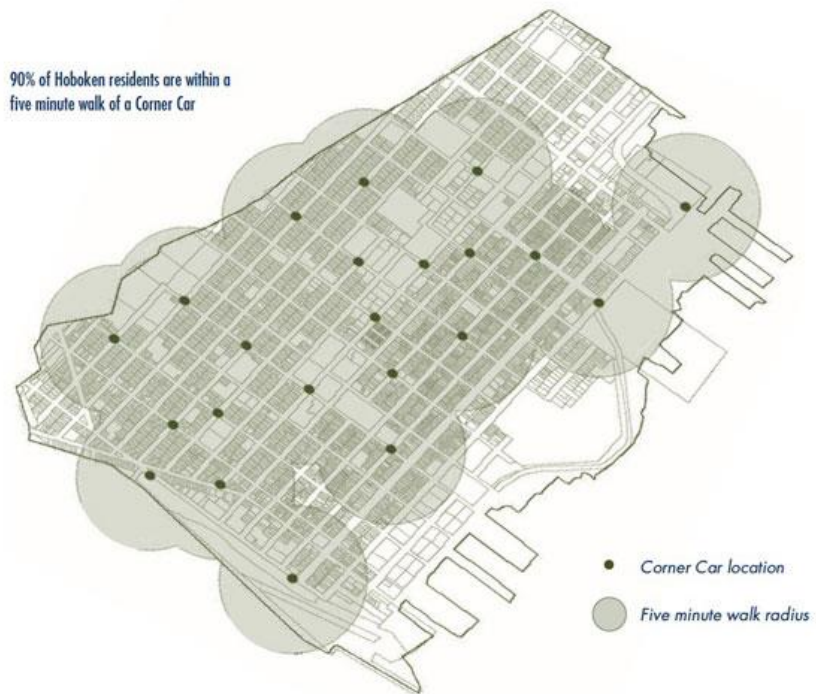 90% of Hoboken residents are within a
five minute walk of a Corner Car
Corner Car location
Five minute walk radius